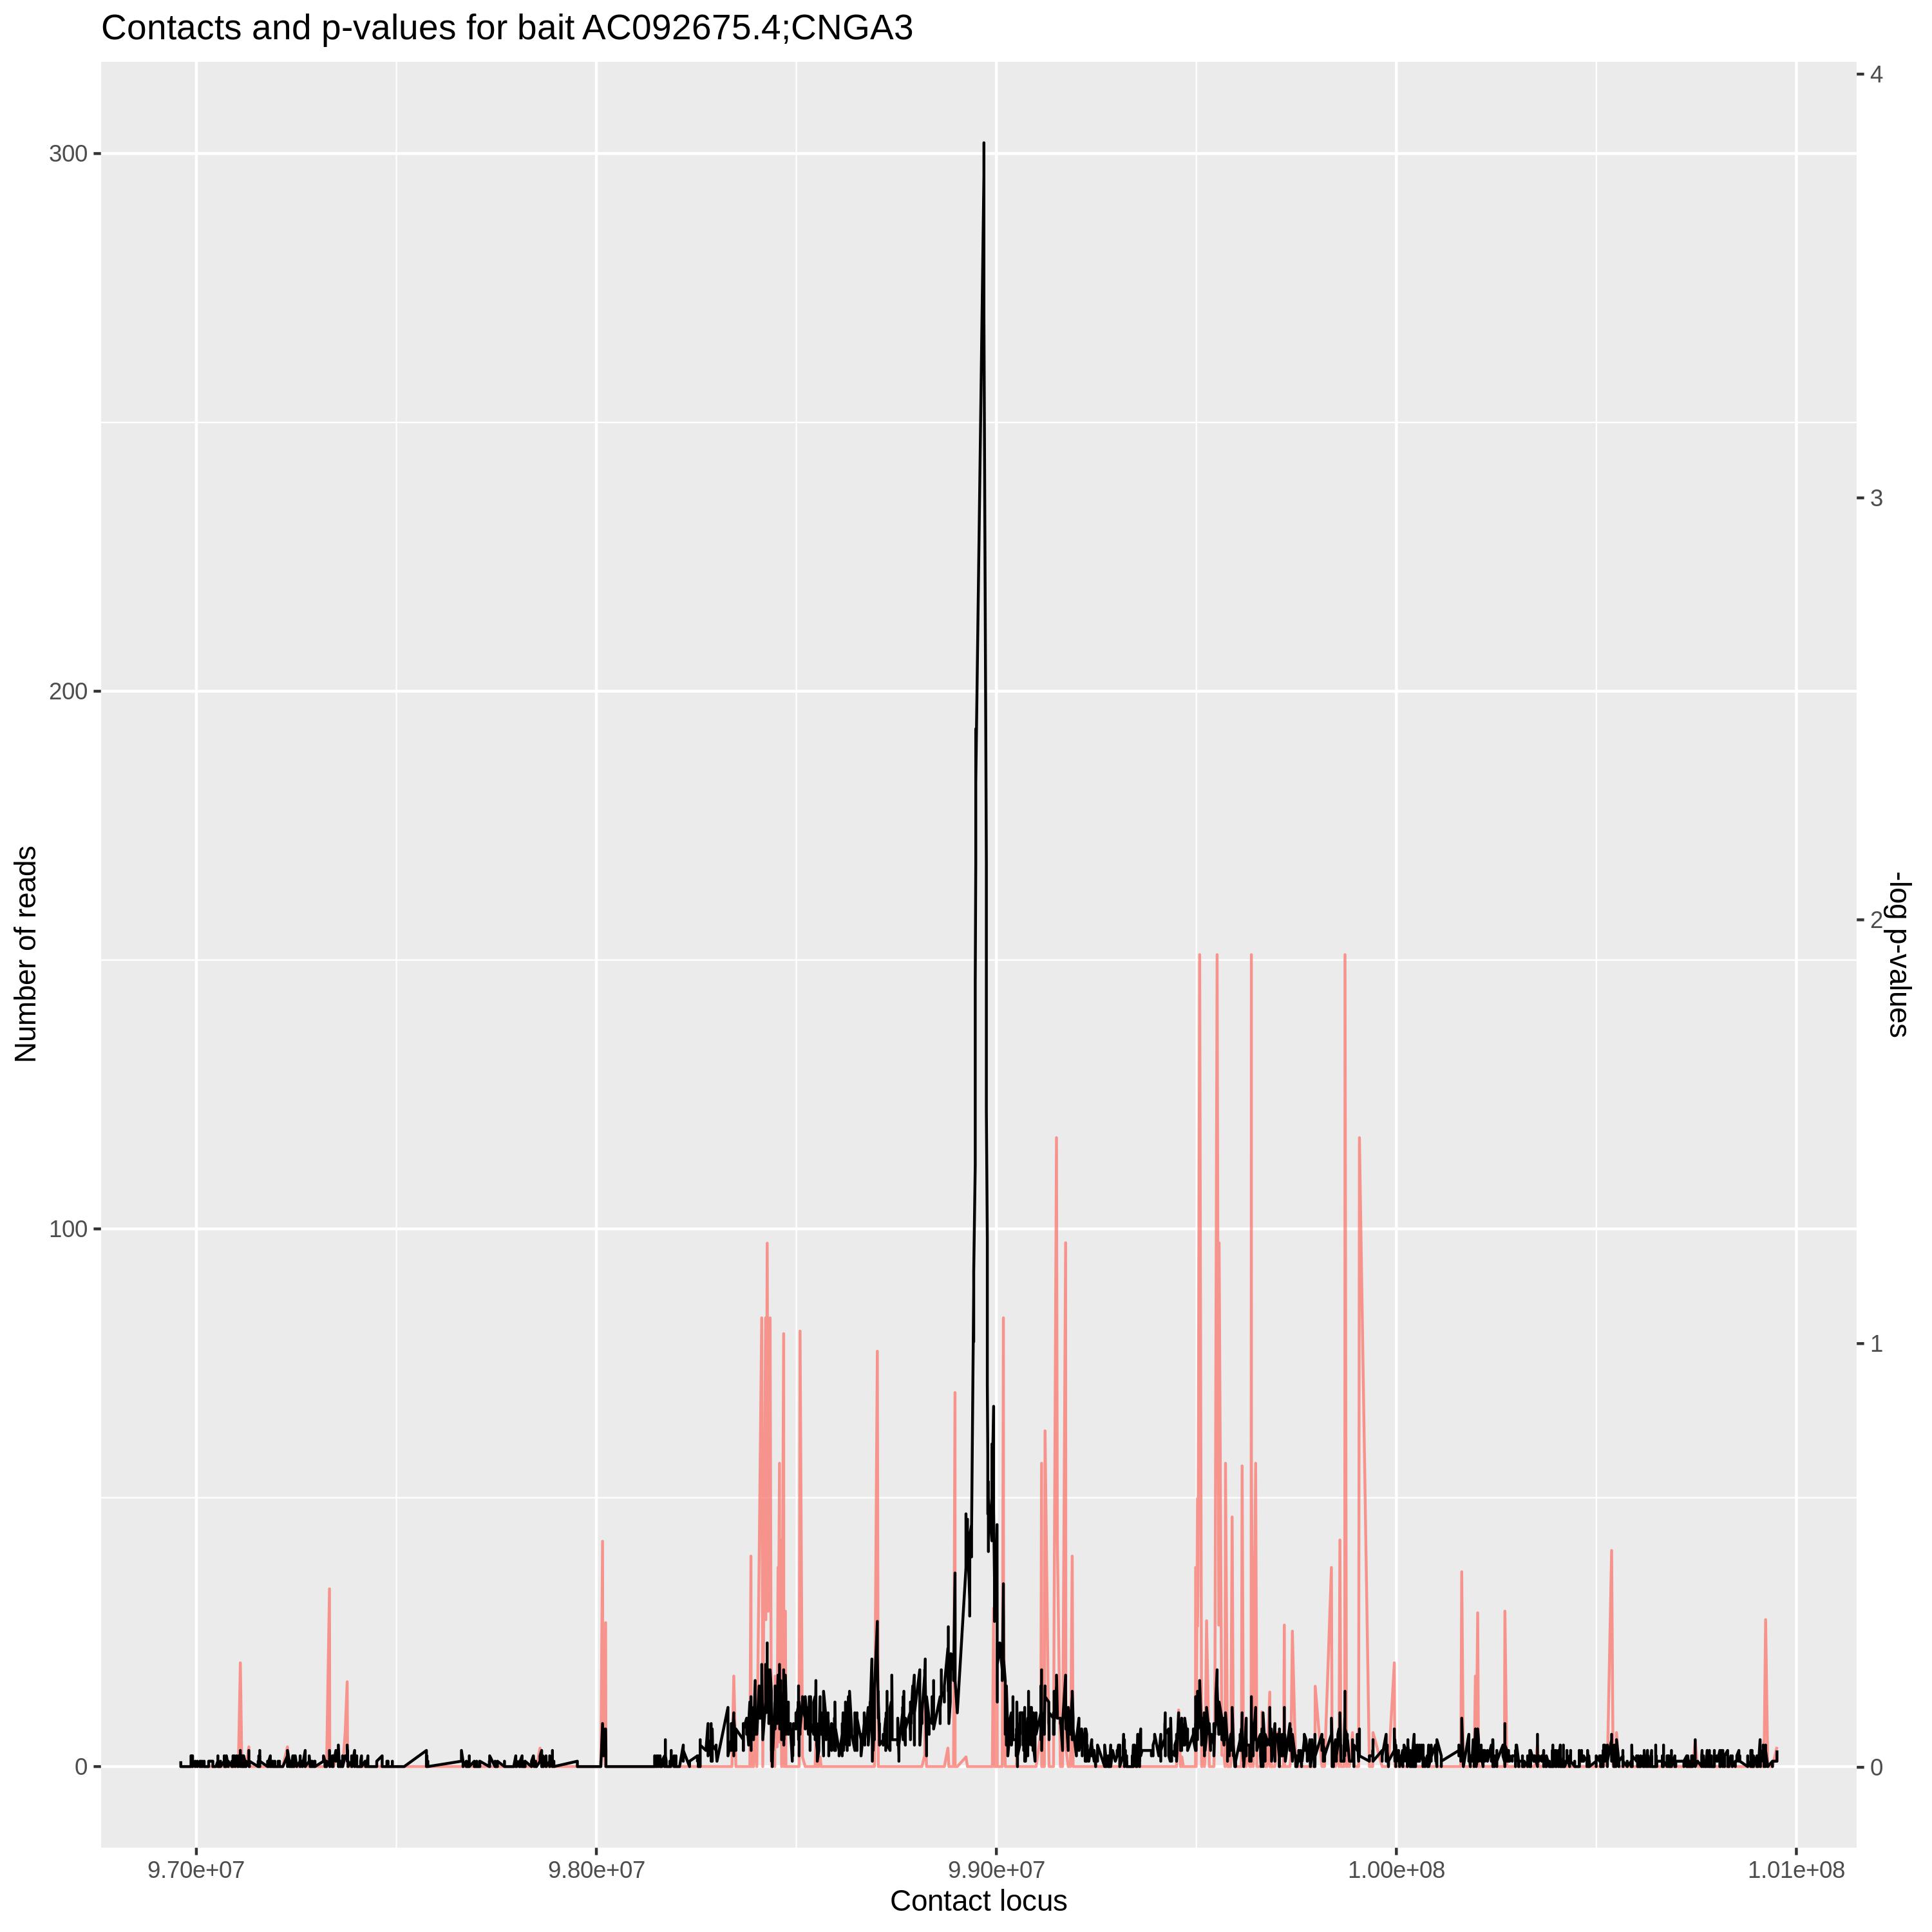 Contacts and p-values for bait AC092675.4;CNGA3
300
200
100
0
Number of reads
4
3
2
1
0
-log p-values
9.70e+07 9.80e+07 9.90e+07 1.00e+08 1.01e+08
Contact locus